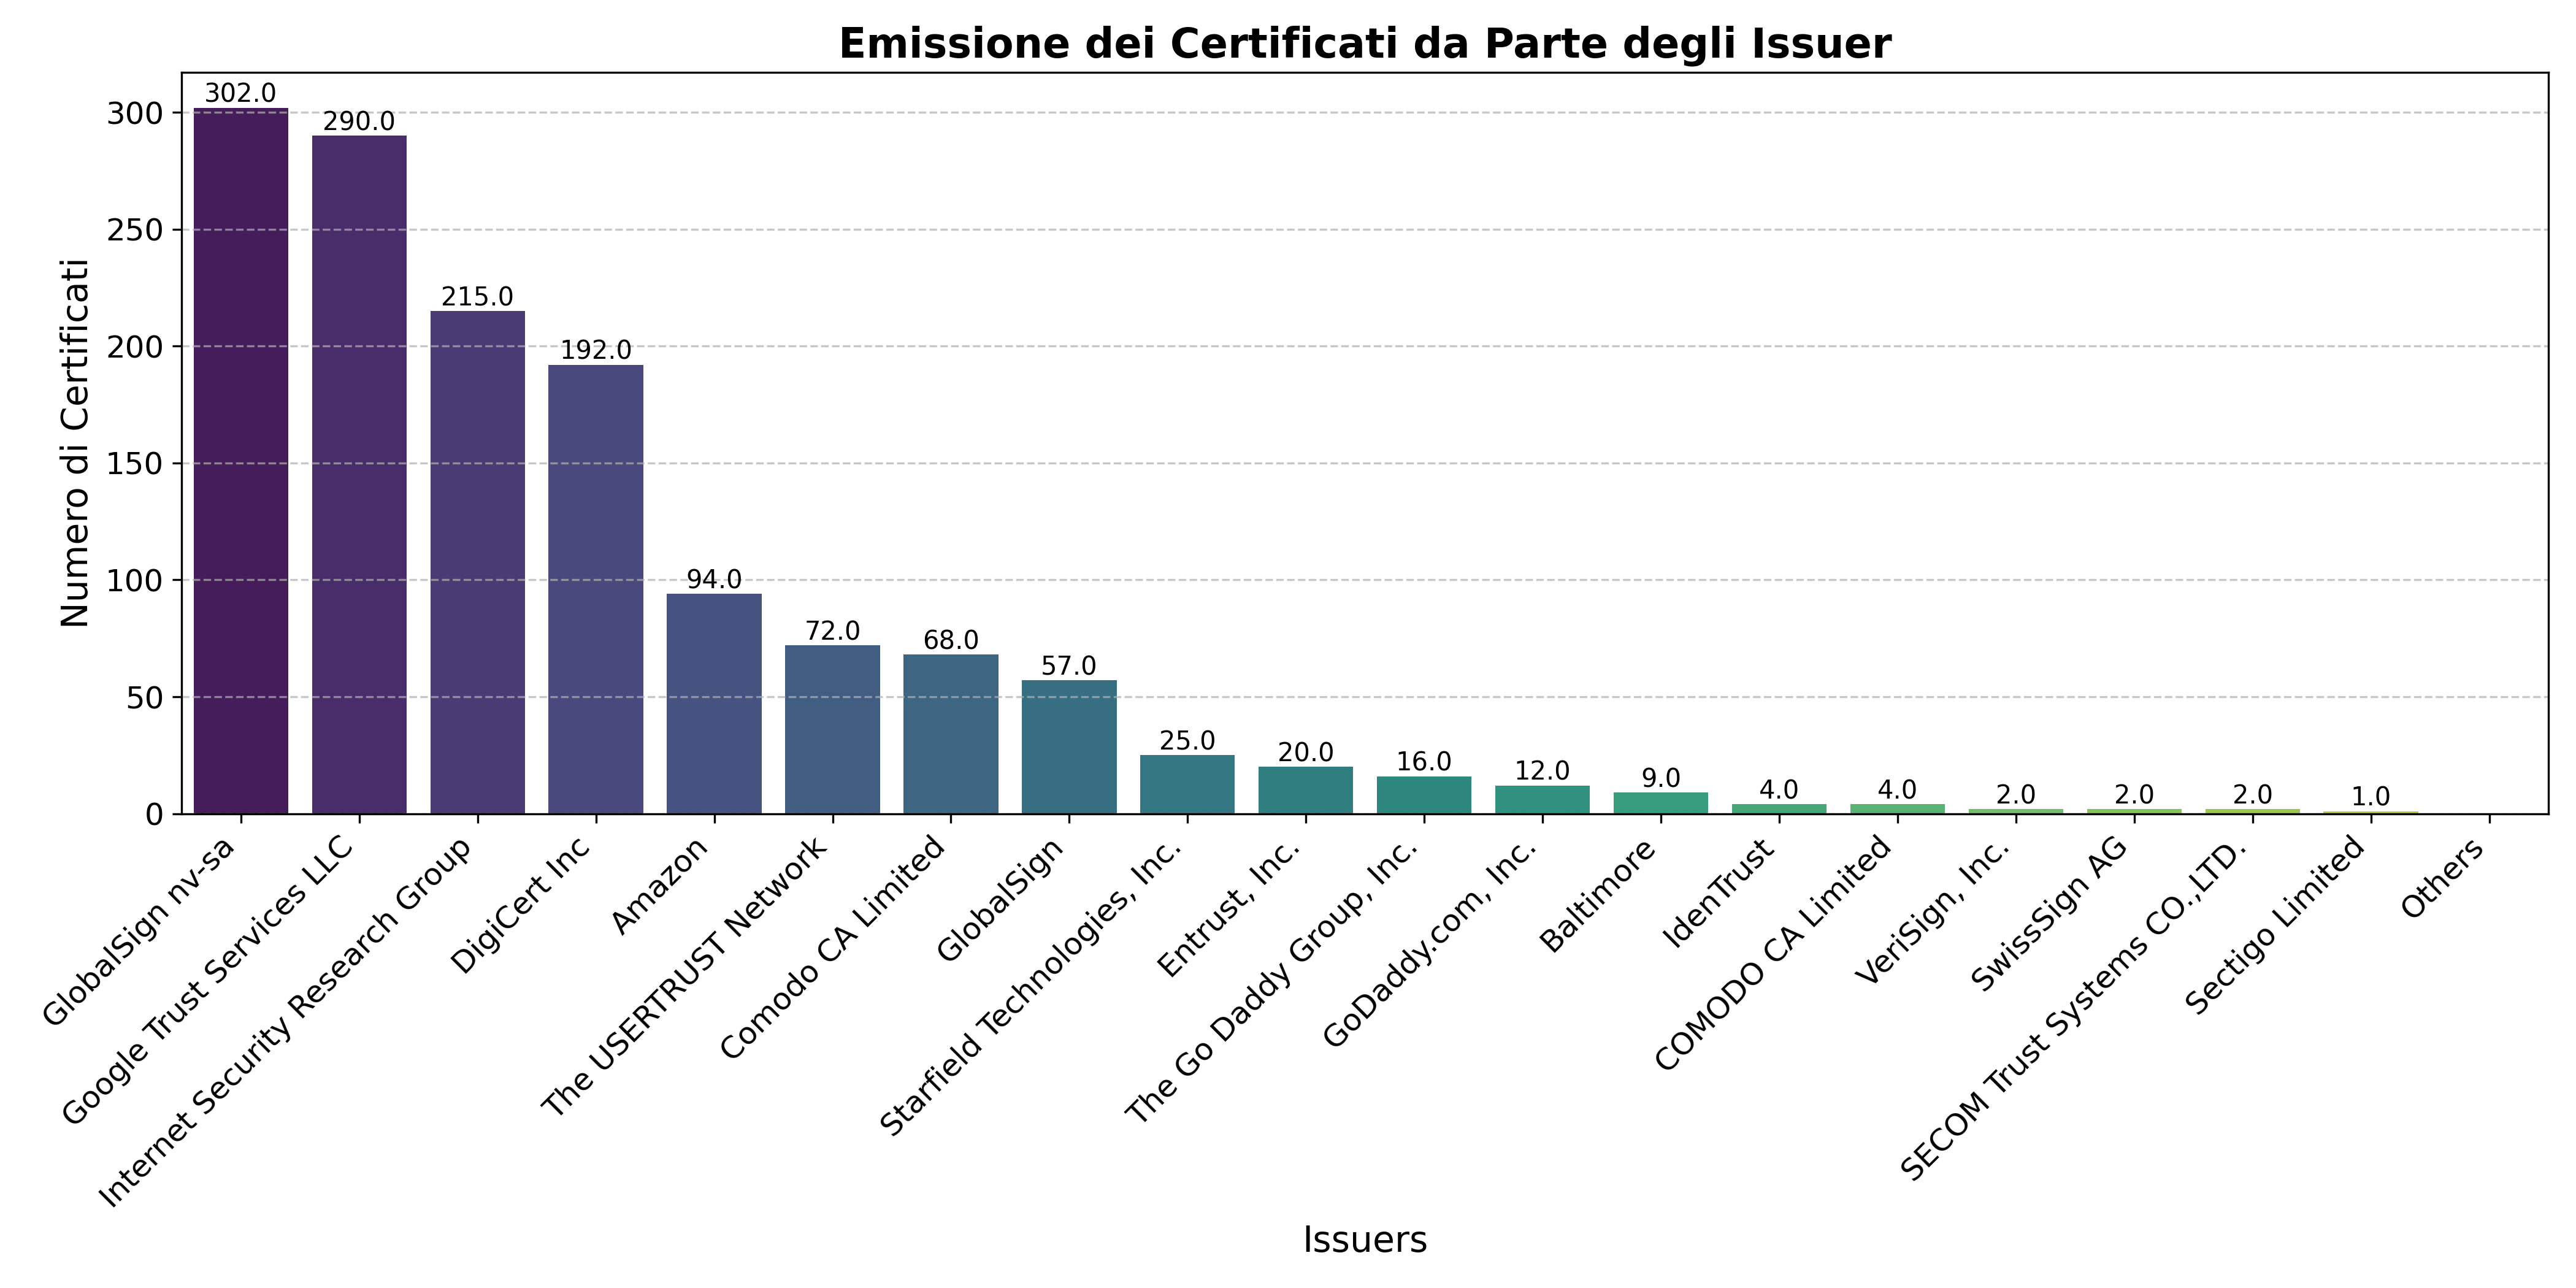 Emissione dei Certificati da Parte degli Issuer
Numero di Certificati
300
250
200
150
100
50
0
302.0
290.0
215.0
192.0
94.0
72.0
68.0
57.0
25.0
20.0
16.0
12.0
9.0
4.0
4.0
2.0
2.0
2.0
1.0
GlobalSign nv-sa
Google Trust Services LLC
Internet Security Research Group
DigiCert Inc
Amazon
The USERTRUST Network
Comodo CA Limited
GlobalSign
Starfield Technologies, Inc.
Entrust, Inc.
The Go Daddy Group, Inc.
GoDaddy.com, Inc.
Baltimore
IdenTrust
COMODO CA Limited
VeriSign, Inc.
SwissSign AG
SECOM Trust Systems CO.,LTD.
Sectigo Limited
Others
Issuers